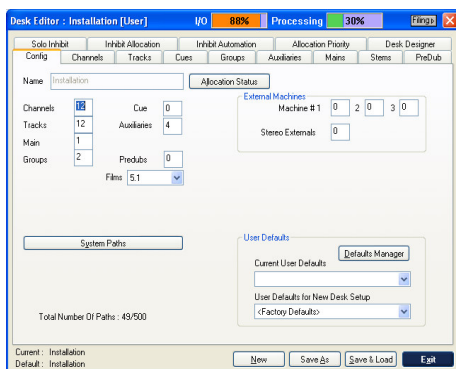 Desk Editor : Installation [User] I/O 88% Processing 30% Filing
Solo Inhibit Inhibit Allocation Inhibit Automation Allocation Priority Desk Designer
Config Channels Tracks Cues Groups Auxiliaries Mains Stems PreDub
Name Installation Allocation Status
External Machines
Channels 12 Cue 0 Machine # 1 0 2 0 3 0
Tracks 12 Auxiliaries 4
Main 1 Stereo Externals 0
Groups 2 Predubs 0
Films 5.1
System Paths
User Defaults
Defaults Manager
Current User Defaults
User Defaults for New Desk Setup
<Factory Defaults>
Total Number Of Paths : 49/500
Current : Installation
Default : Installation
New Save As Save & Load Exit